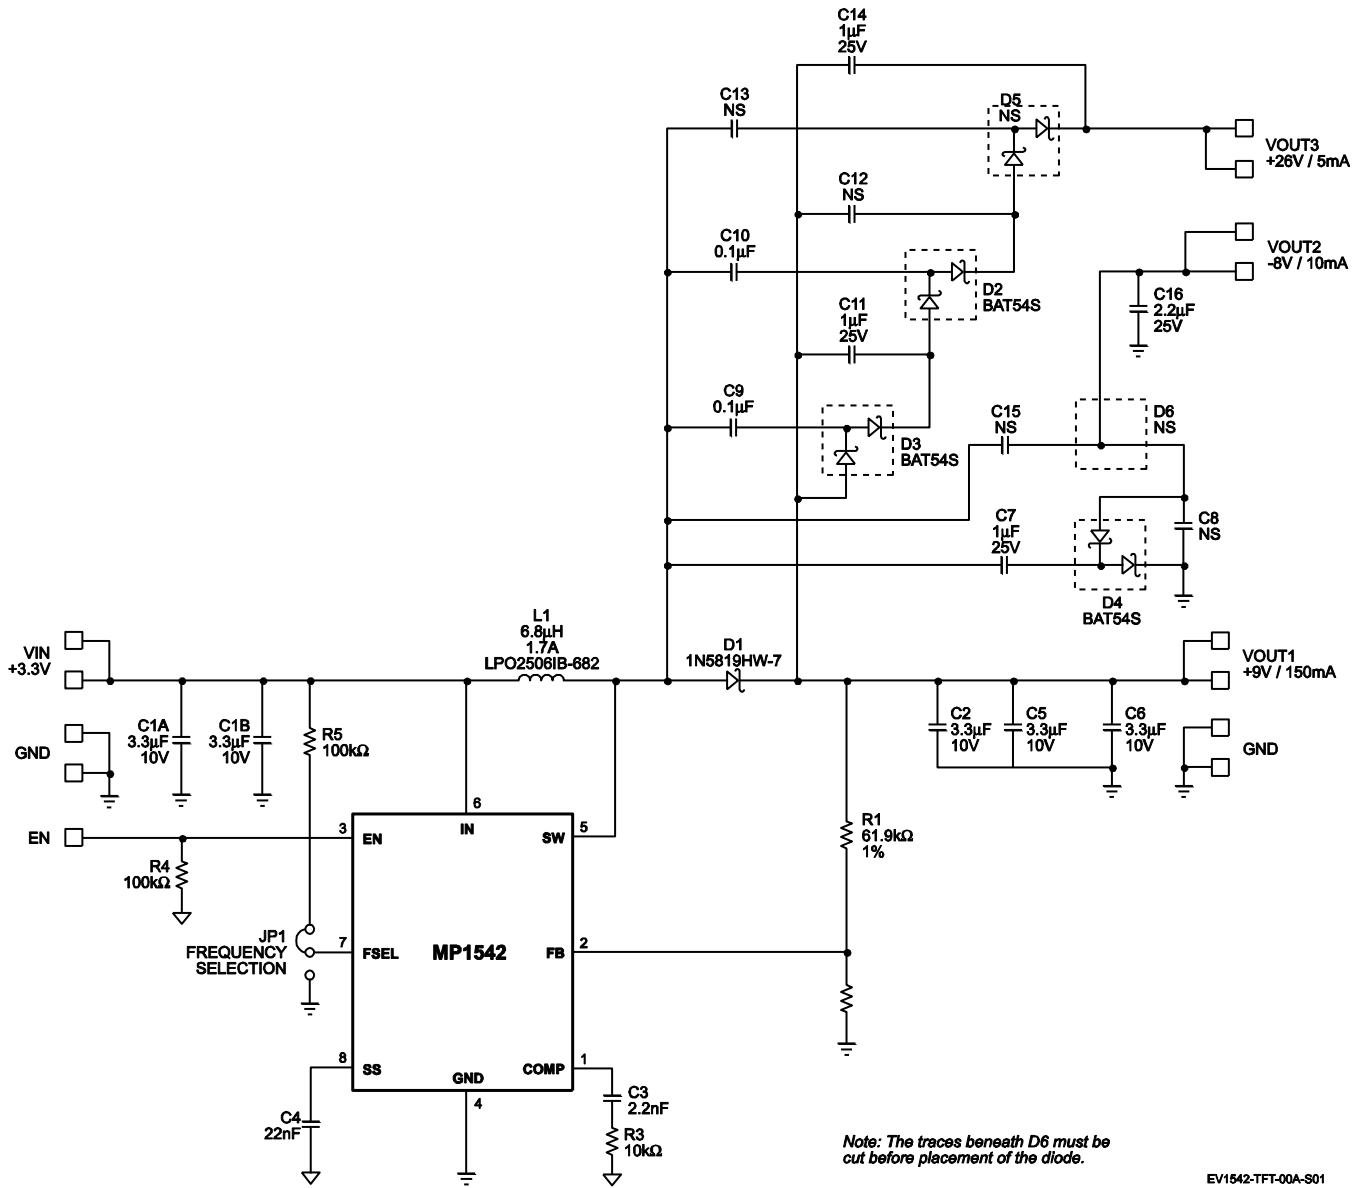 C14
1µF
25V
C13
NS
D5
NS
VOUT3
+26V / 5mA
C12
NS
C10
0.1µF
VOUT2
-8V / 10mA
D2
BAT54S
C16
2.2µF
25V
C11
1µF
25V
C9
0.1µF
C15
NS
D6
NS
D3
BAT54S
C7
1µF
25V
C8
NS
D4
BAT54S
L1
6.8µH
1.7A
LPO2506IB-682
D1
1N5819HW-7
VIN
+3.3V
VOUT1
+9V / 150mA
C1A
3.3µF
10V
C1B
3.3µF
10V
R5
100kΩ
C2
3.3µF
10V
C5
3.3µF
10V
C6
3.3µF
10V
GND
GND
6
IN
3
EN
EN
SW
5
R1
61.9kΩ
1%
R4
100kΩ
JP1
FREQUENCY
SELECTION
7
FSEL
MP1542
FB
2
8
SS
GND
4
COMP
1
C3
2.2nF
R3
10kΩ
C4
22nF
Note: The traces beneath D6 must be
cut before placement of the diode.
EV1542-TFT-00A-S01